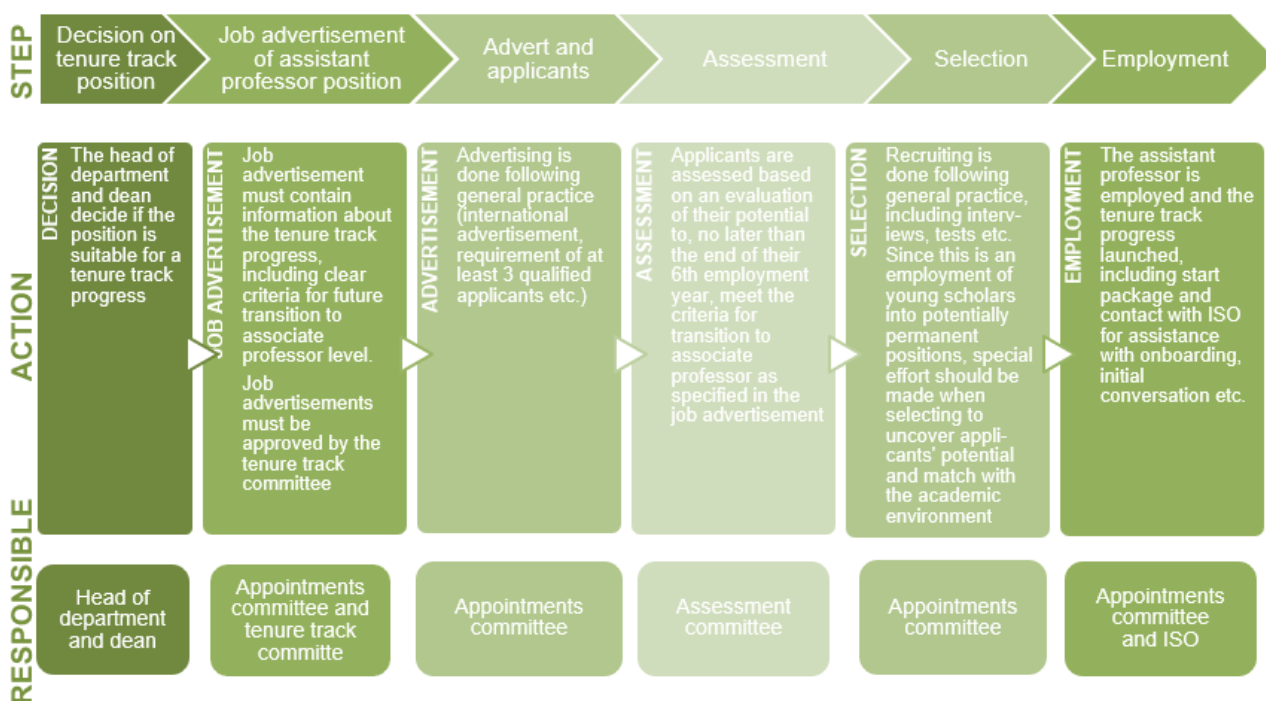 STEP
Decision on
tenure track
position
Job advertisement
of assistant
professor position
Advert and
applicants
Assessment
Selection
Employment
ACTION
DECISION
The head of
department
and dean
decide if the
position is
suitable for a
tenure track
progress
JOB ADVERTISEMENT
Job
advertisement
must contain
information about
the tenure track
progress,
including clear
criteria for future
transition to
associate
professor level.
Job
advertisements
must be
approved by the
tenure track
committee
ADVERTISEMENT
Advertising is
done following
general practice
(international
advertisement,
requirement of at
least 3 qualified
applicants etc.)
ASSESSMENT
Applicants are
assessed based
on an evaluation
of their potential
to, no later than
the end of their
6th employment
year, meet the
criteria for
transition to
associate
professor as
specified in the
job advertisement
SELECTION
Recruiting is
done following
general practice,
including interv-
iews, tests etc.
Since this is an
employment of
young scholars
into potentially
permanent
positions, special
effort should be
made when
selecting to
uncover appli-
cants' potential
and match with
the academic
environment
EMPLOYMENT
The assistant
professor is
employed and the
tenure track
progress
launched,
including start
package and
contact with ISO
for assistance
with onboarding,
initial
conversation etc.
RESPONSIBLE
Head of
department
and dean
Appointments
committee and
tenure track
committe
Appointments
committee
Assessment
committee
Appointments
committee
Appointments
committee
and ISO